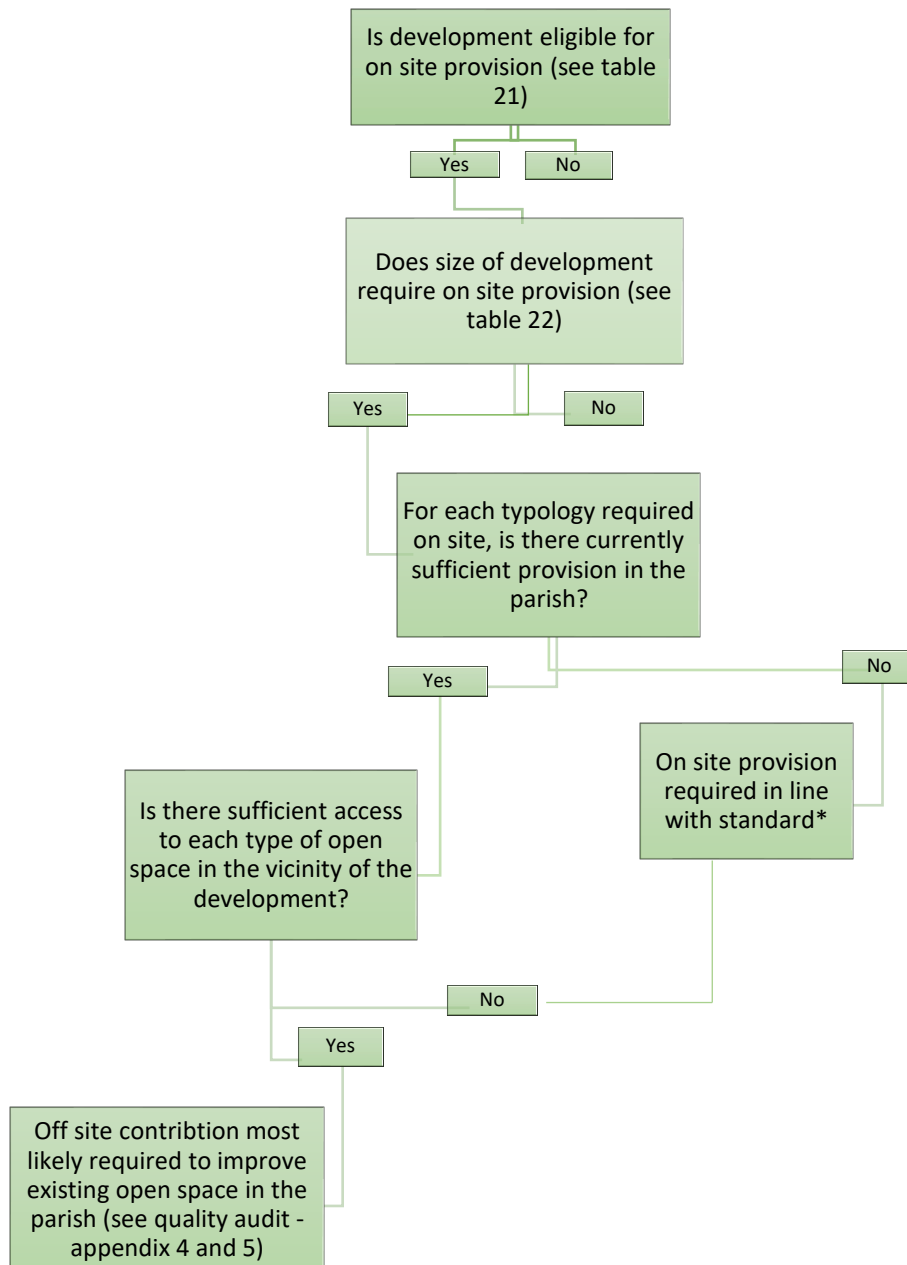 Is development eligible for
on site provision (see table
21)
Yes
No
Does size of development
require on site provision (see
table 22)
Yes
No
For each typology required
on site, is there currently
sufficient provision in the
parish?
Yes
No
On site provision
required in line
with standard*
Is there sufficient access
to each type of open
space in the vicinity of the
development?
No
Yes
Off site contribtion most
likely required to improve
existing open space in the
parish (see quality audit -
appendix 4 and 5)